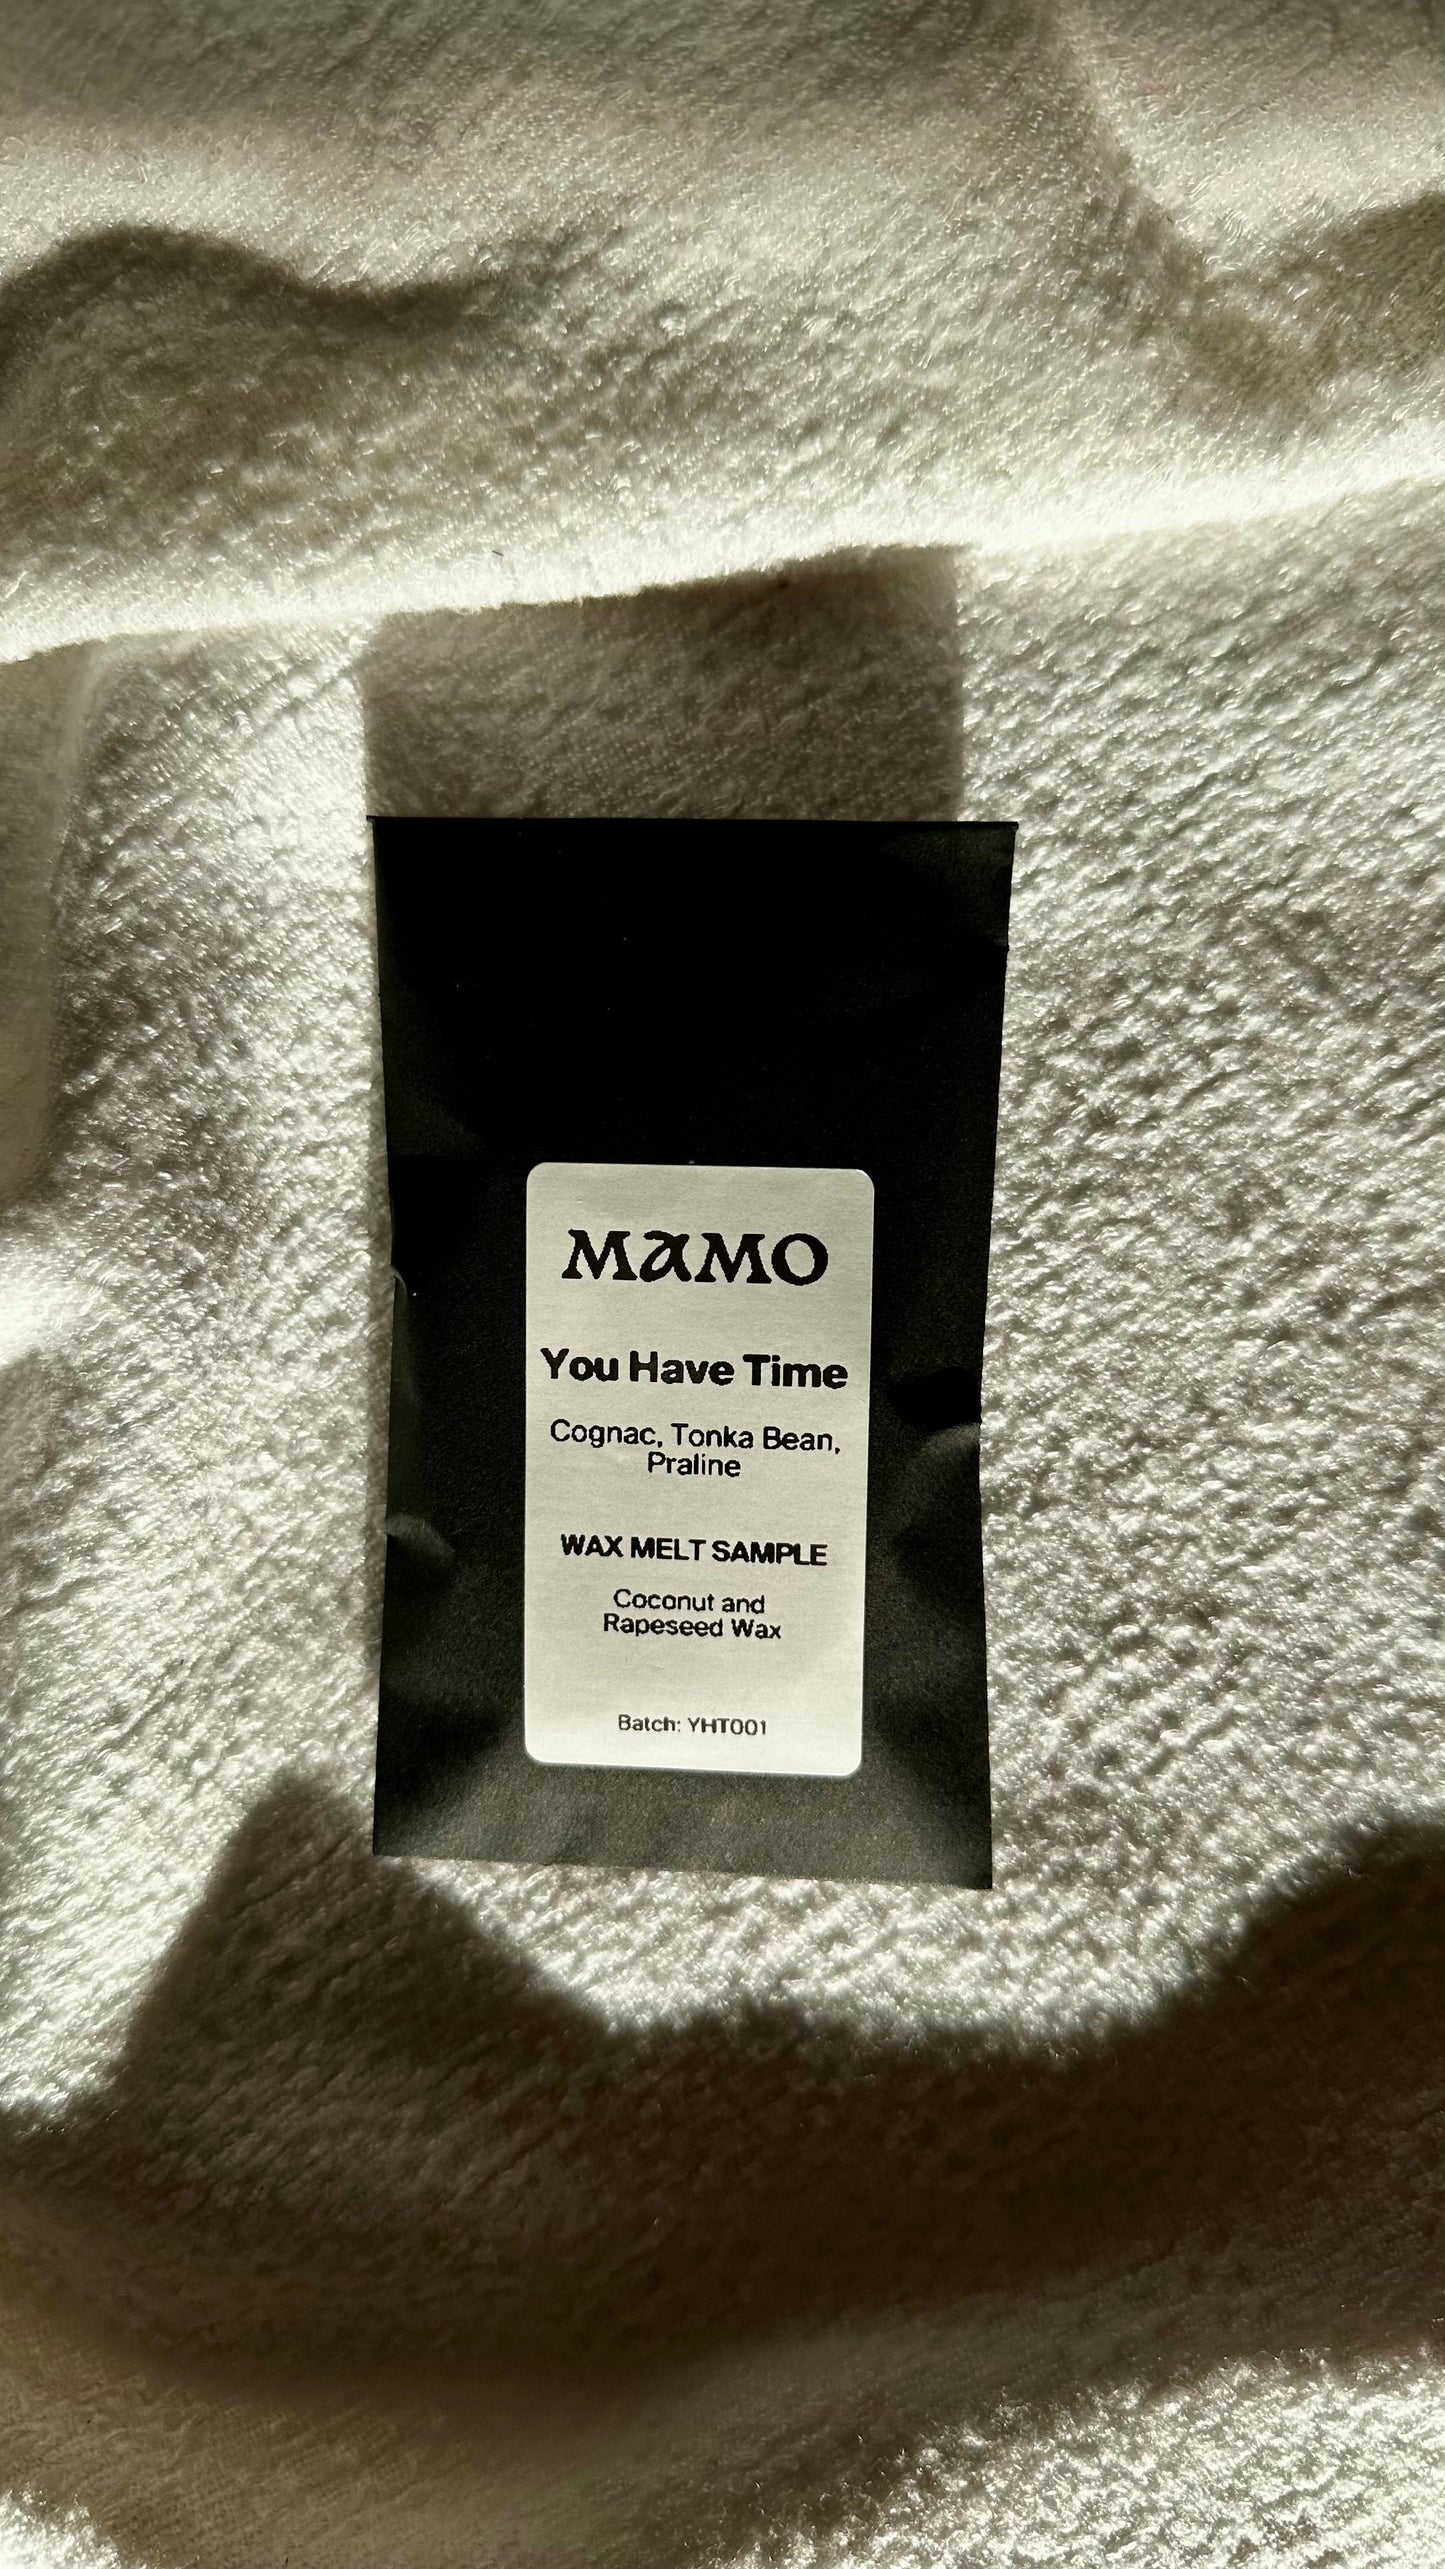 MAMO
You Have Time
Cognac, Tonka Bean,
Praline
WAX MELT SAMPLE
Coconut and
Rapeseed Wax
Batch: YHT001